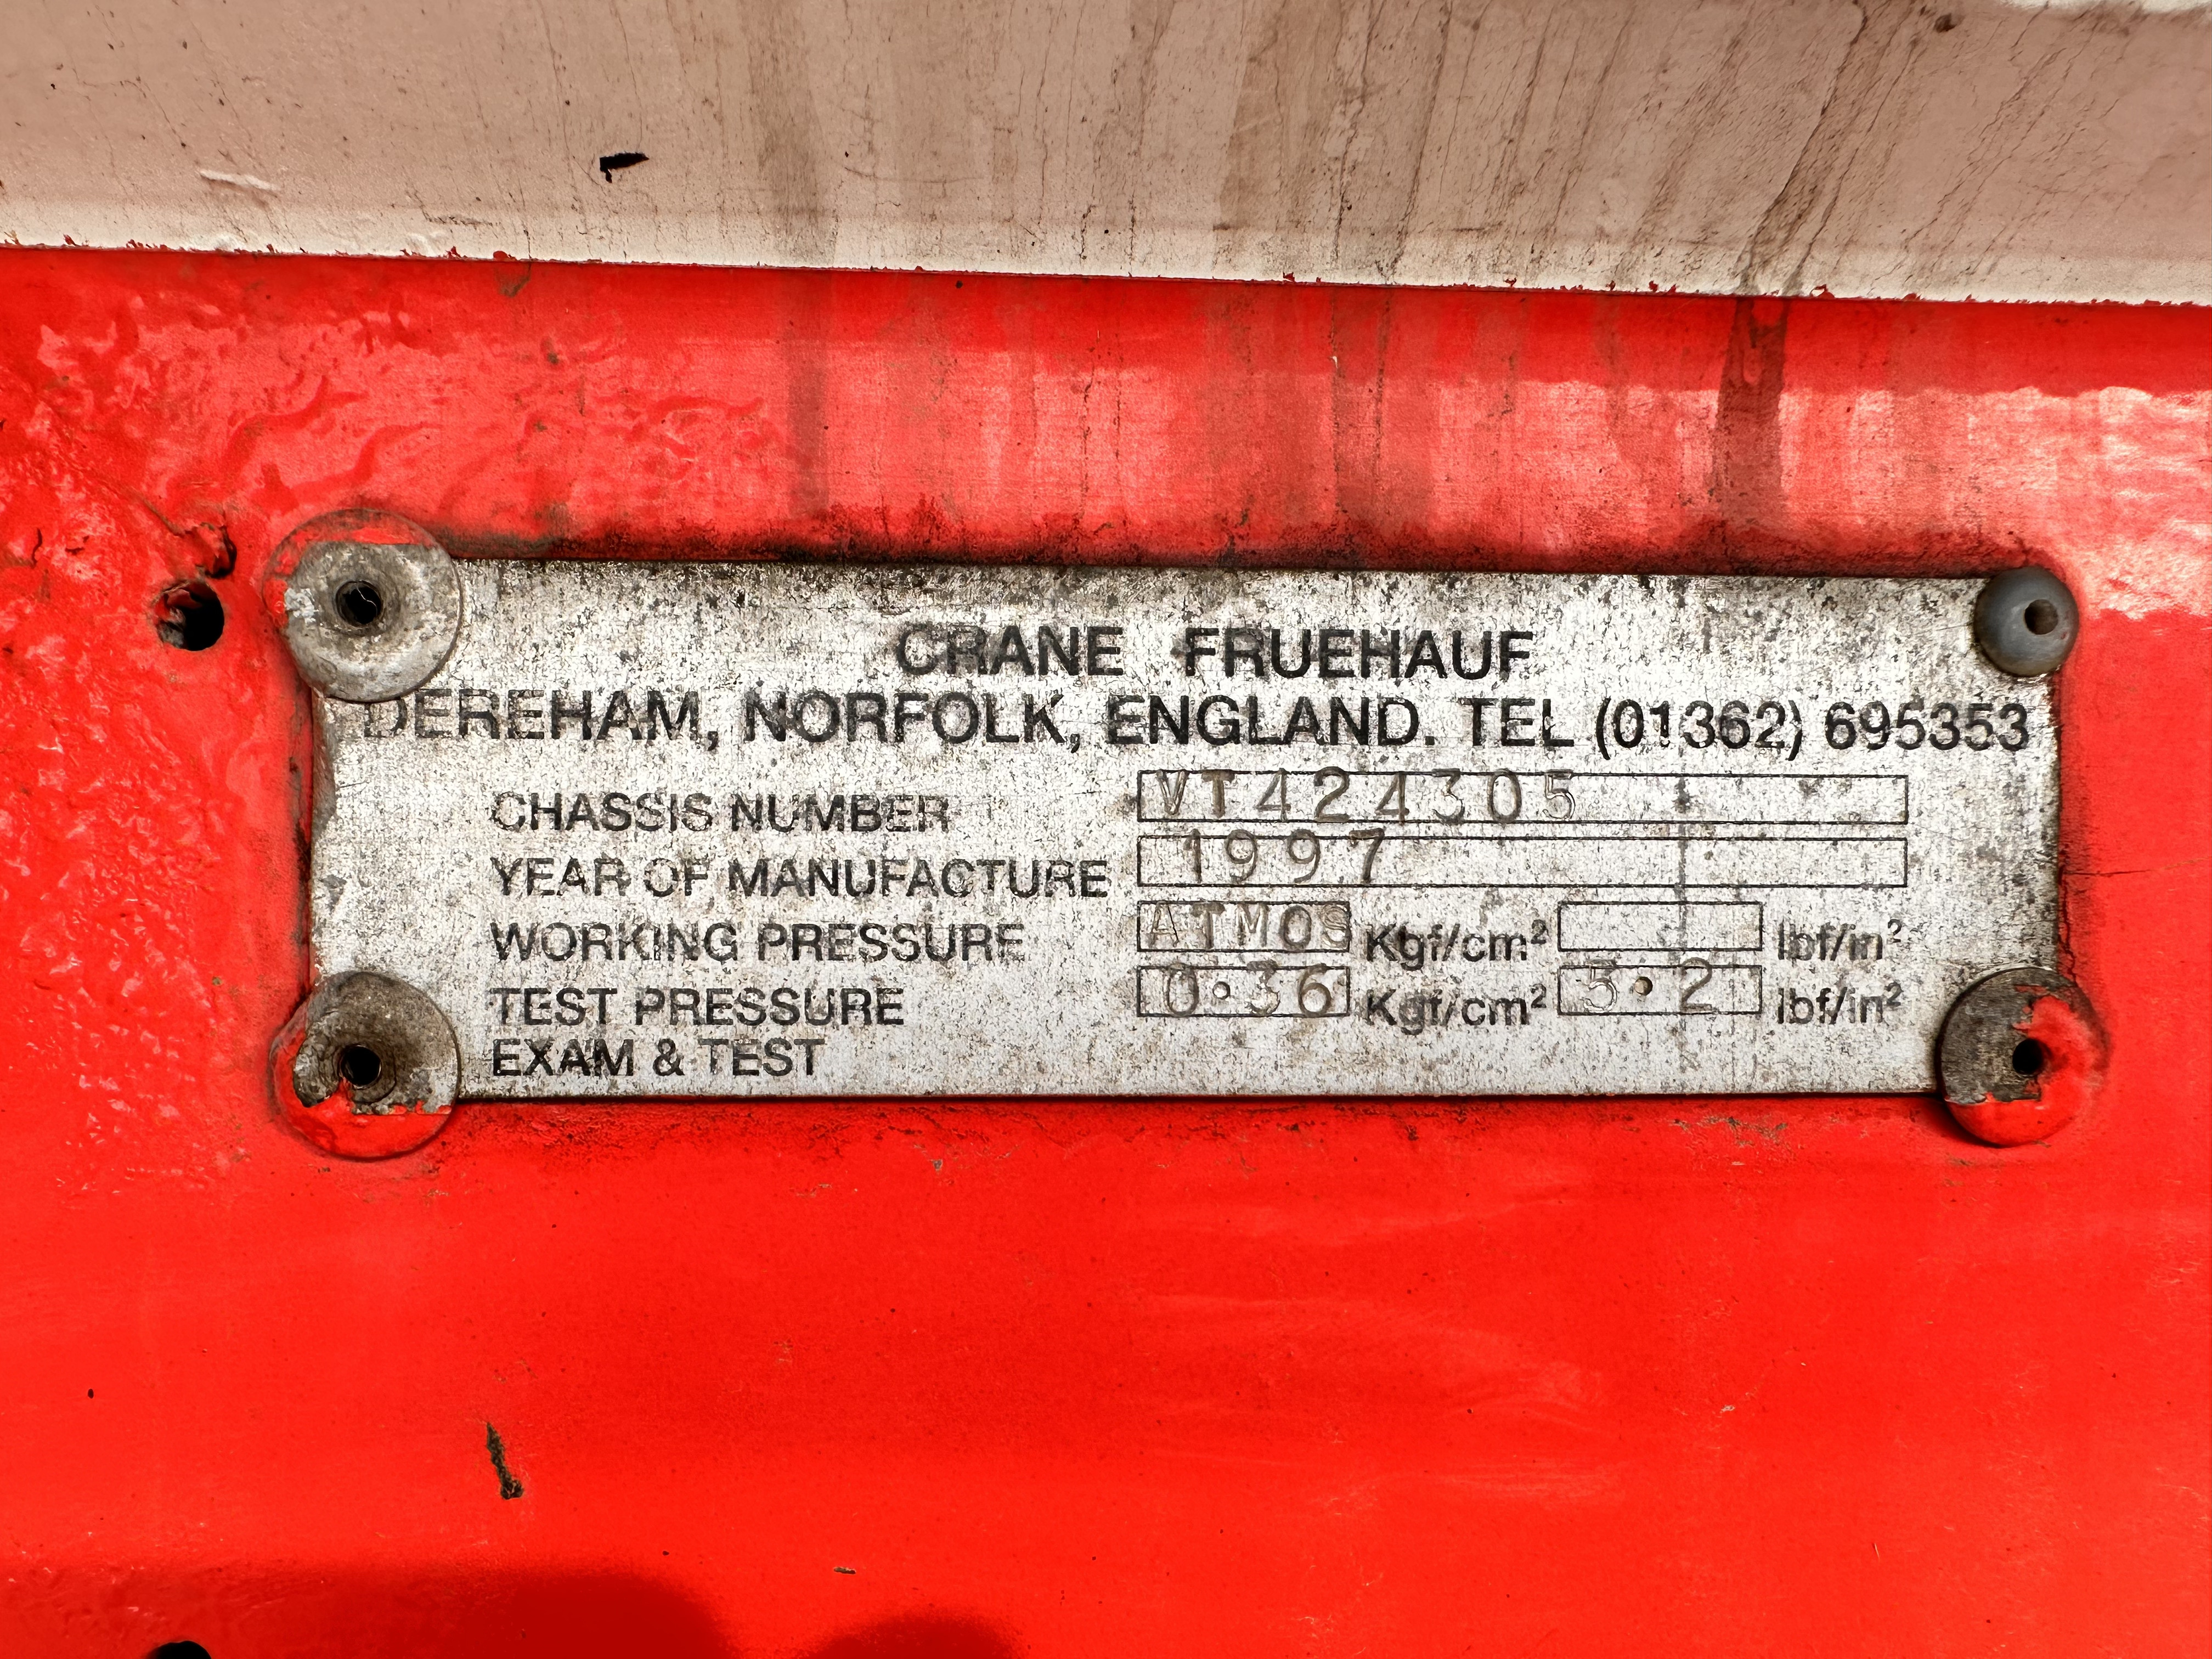 CRANE FRUEHAUF
DEREHAM, NORFOLK, ENGLAND. TEL (01362) 695353
CHASSIS NUMBER VT424305
YEAR OF MANUFACTURE 1997
WORKING PRESSURE ATMOS Kgf/cm² lbf/in²
TEST PRESSURE 0·36 Kgf/cm² 5·2 lbf/in²
EXAM & TEST